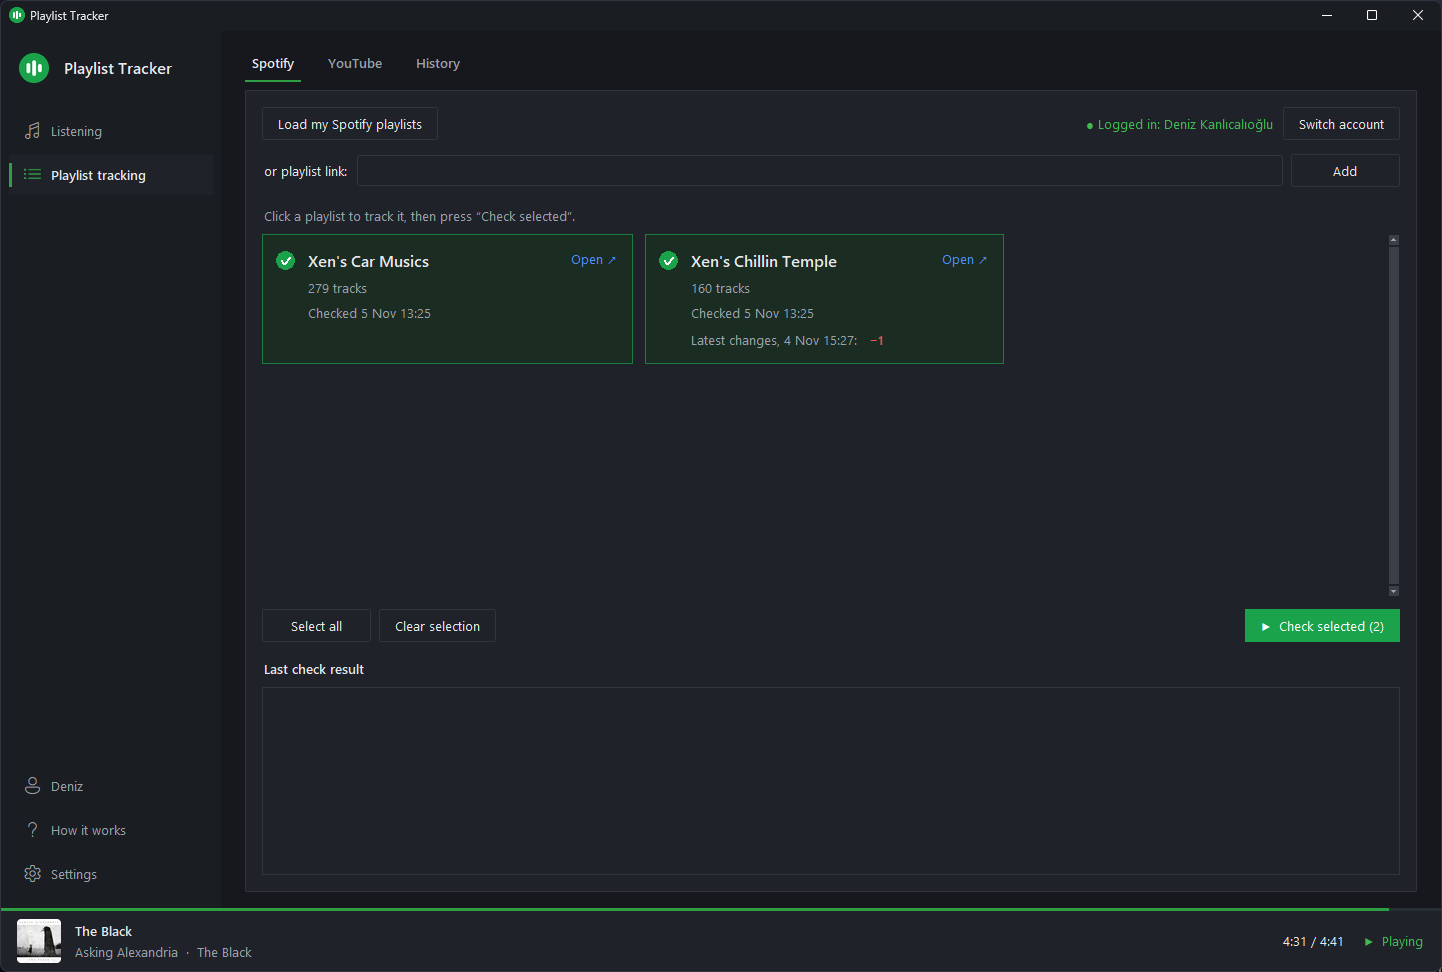 Playlist Tracker
Playlist Tracker
Listening
Playlist tracking
Spotify
YouTube
History
Load my Spotify playlists
● Logged in: Deniz Kanlıcalıoğlu
Switch account
or playlist link:
Add
Click a playlist to track it, then press “Check selected”.
Xen's Car Musics
Open ↗
279 tracks
Checked 5 Nov 13:25
Xen's Chillin Temple
Open ↗
160 tracks
Checked 5 Nov 13:25
Latest changes, 4 Nov 15:27: −1
Select all
Clear selection
► Check selected (2)
Last check result
Deniz
? How it works
Settings
The Black
Asking Alexandria · The Black
4:31 / 4:41
► Playing